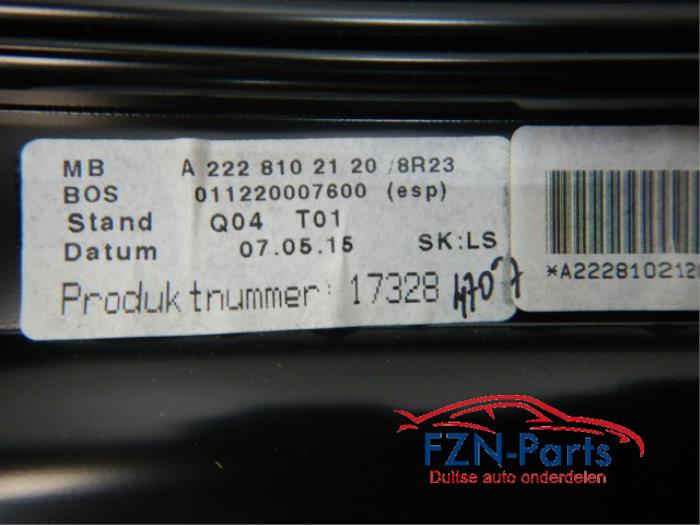 MB A 222 810 21 20 /8R23
BOS 011220007600 (esp)
Stand Q04 T01
Datum 07.05.15 SK:LS
Produktnummer: 17328
*A2228102120
FZN-Parts
Duitse auto onderdelen